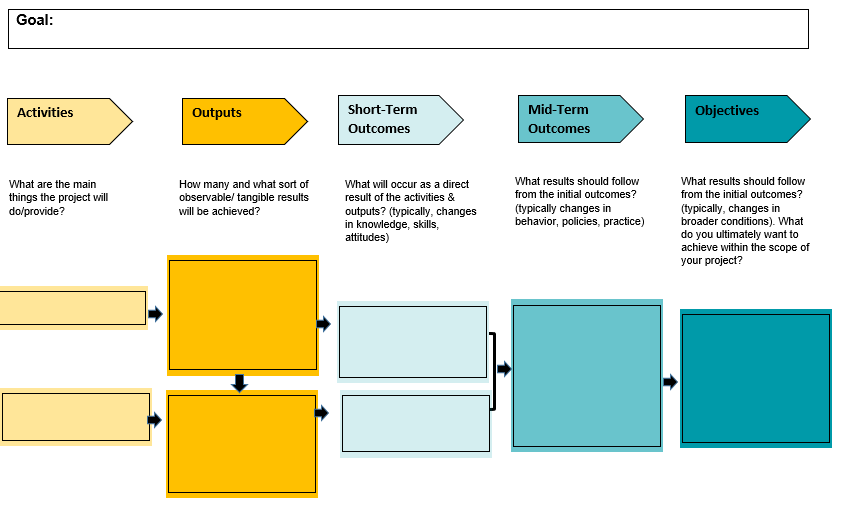 Goal:
Activities
Outputs
Short-Term
Outcomes
Mid-Term
Outcomes
Objectives
What are the main
things the project will
do/provide?
How many and what sort of
observable/ tangible results
will be achieved?
What will occur as a direct
result of the activities &
outputs? (typically, changes
in knowledge, skills,
attitudes)
What results should follow
from the initial outcomes?
(typically changes in
behavior, policies, practice)
What results should follow
from the initial outcomes?
(typically, changes in
broader conditions). What
do you ultimately want to
achieve within the scope of
your project?